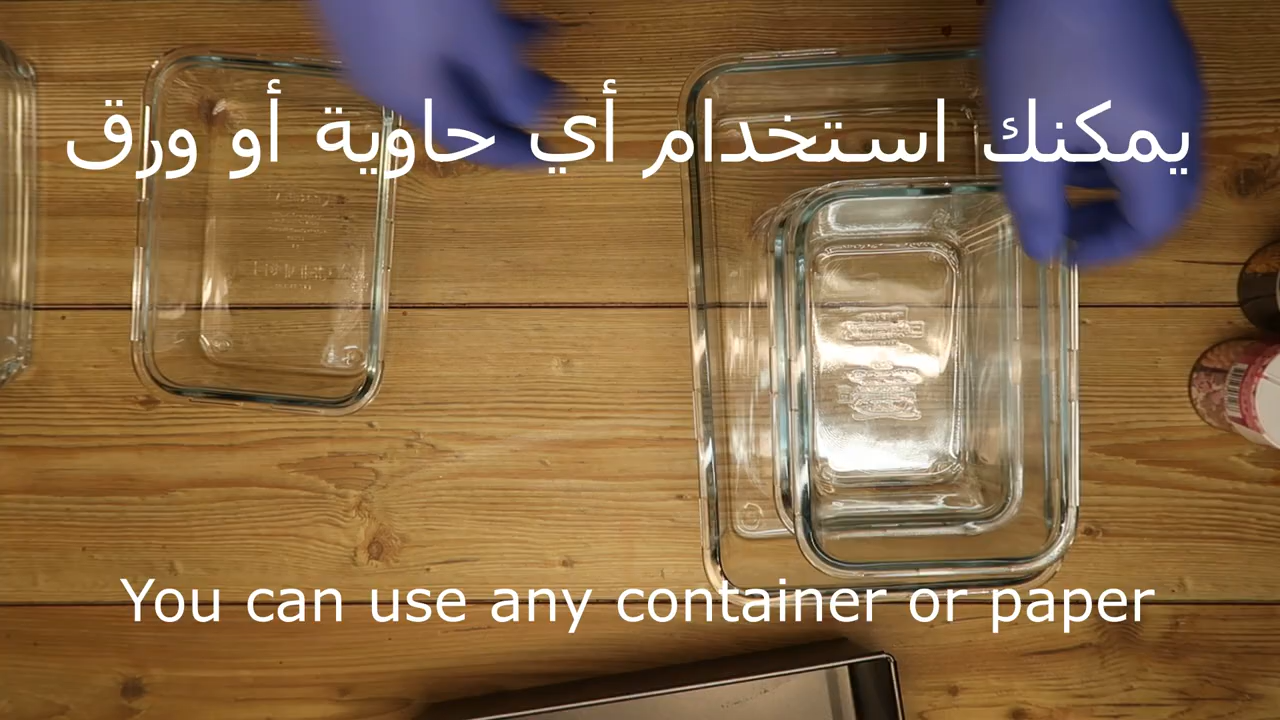 يمكنك استخدام أي حاوية أو ورق
You can use any container or paper